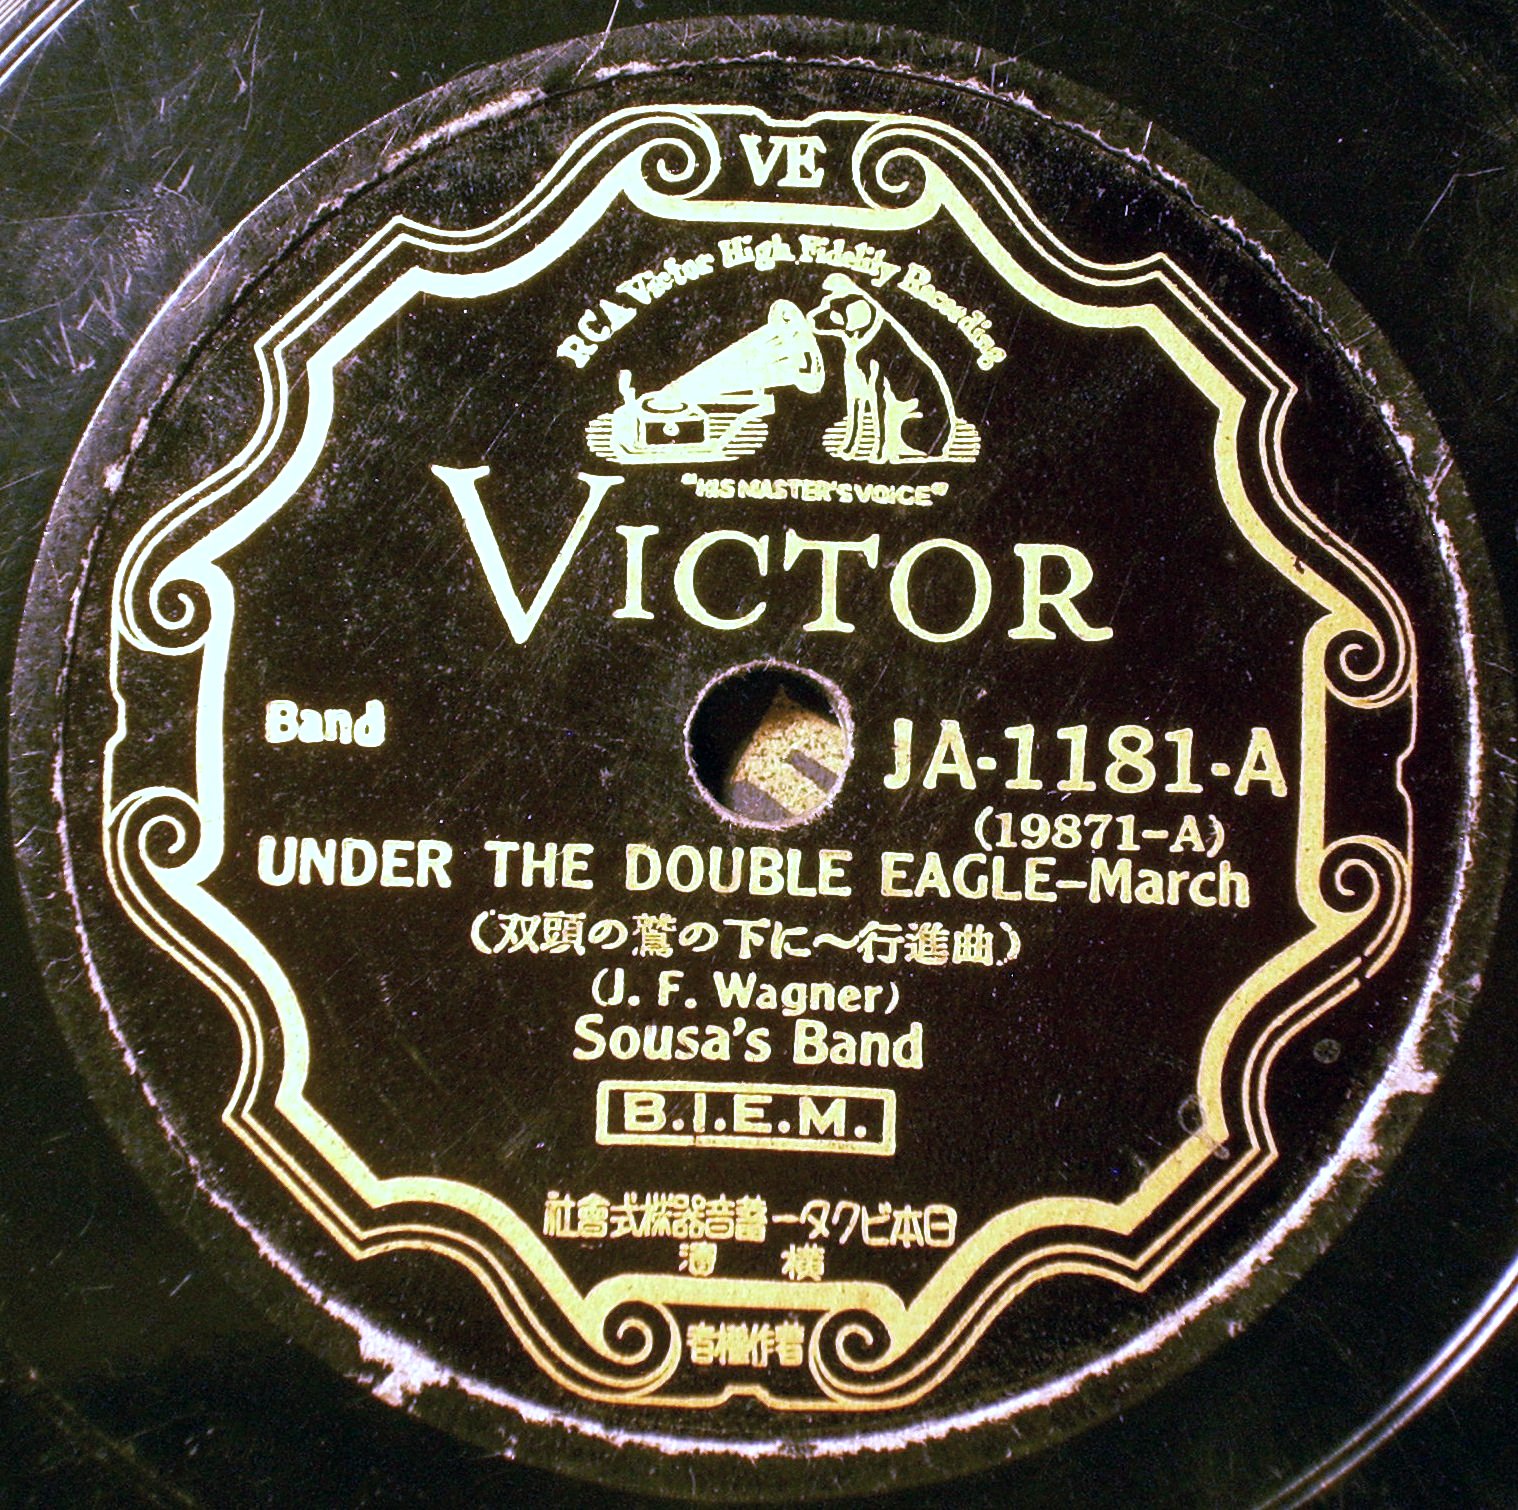 VE
RCA Victor High Fidelity Recording
"HIS MASTER'S VOICE"
VICTOR
Band
JA-1181-A
(19871-A)
UNDER THE DOUBLE EAGLE-March
(双頭の鷲の下に〜行進曲)
(J. F. Wagner)
Sousa's Band
B.I.E.M.
社會式株器音蓄ータクビ本日
濱 横
有權作著